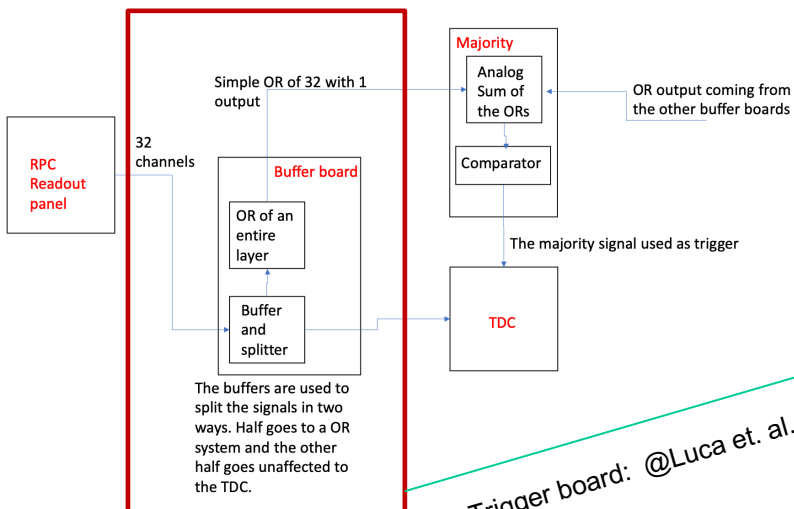 Majority
Analog
Sum of
the ORs
Simple OR of 32 with 1
output
OR output coming from
the other buffer boards
32
channels
RPC
Readout
panel
Buffer board
Comparator
OR of an
entire
layer
The majority signal used as trigger
Buffer
and
splitter
TDC
The buffers are used to
split the signals in two
ways. Half goes to a OR
system and the other
half goes unaffected to
the TDC.
Trigger board: @Luca et. al.